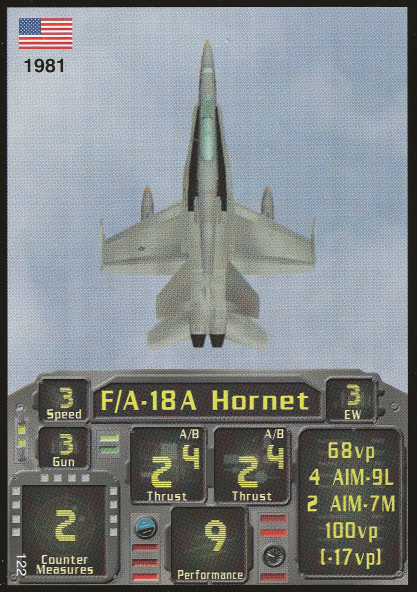 1981
3
Speed
F/A-18A Hornet
3
EW
3
Gun
A/B
2 4
Thrust
A/B
2 4
Thrust
68vp
4 AIM-9L
2 AIM-7M
100vp
(-17vp)
2
Counter
Measures
9
Performance
122